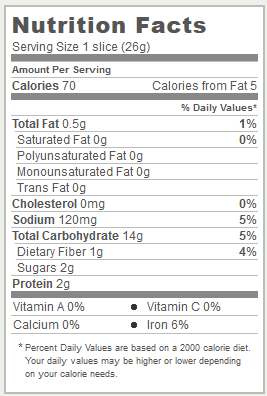 Nutrition Facts
Serving Size 1 slice (26g)
Amount Per Serving
Calories 70 Calories from Fat 5
% Daily Values*
Total Fat 0.5g 1%
Saturated Fat 0g 0%
Polyunsaturated Fat 0g
Monounsaturated Fat 0g
Trans Fat 0g
Cholesterol 0mg 0%
Sodium 120mg 5%
Total Carbohydrate 14g 5%
Dietary Fiber 1g 4%
Sugars 2g
Protein 2g
Vitamin A 0% • Vitamin C 0%
Calcium 0% • Iron 6%
* Percent Daily Values are based on a 2000 calorie diet.
Your daily values may be higher or lower depending
on your calorie needs.